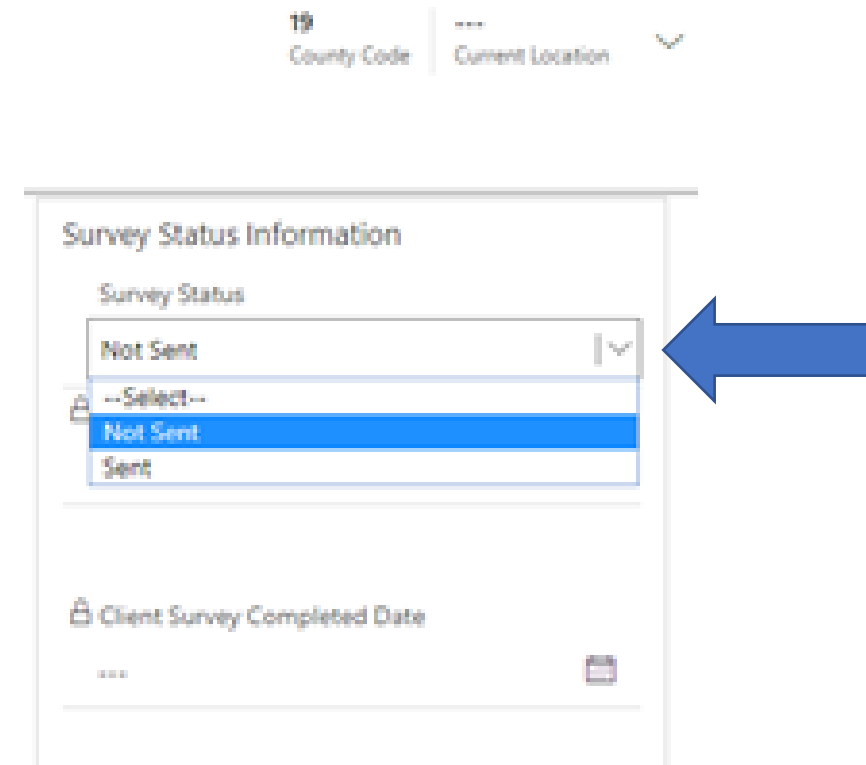 19
---
County Code
Current Location
Survey Status Information
Survey Status
Not Sent
--Select--
Not Sent
Sent
Client Survey Completed Date
---